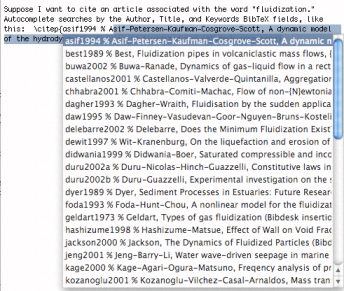 Suppose I want to cite an article associated with the word "fluidization."
Autocomplete searches by the Author, Title, and Keywords BibTeX fields, like
this: \citep{asif1994 % Asif-Petersen-Kaufman-Cosgrove-Scott, A dynamic model
of the hydrody
asif1994 % Asif-Petersen-Kaufman-Cosgrove-Scott, A dynamic n
best1989 % Best, Fluidization pipes in volcaniclastic mass flows, (
buwa2002 % Buwa-Ranade, Dynamics of gas-liquid flow in a rect
castellanos2001 % Castellanos-Valverde-Quintanilla, Aggregation
chhabra2001 % Chhabra-Comiti-Machac, Flow of non-{N}ewtonia
dagher1993 % Dagher-Wraith, Fluidisation by the sudden applica
daw1995 % Daw-Finney-Vasudevan-Goor-Nguyen-Bruns-Kosteli
delebarre2002 % Delebarre, Does the Minimum Fluidization Exist
dewit1997 % Wit-Kranenburg, On the liquefaction and erosion of
didwania1999 % Didwania-Boer, Saturated compressible and inco
duru2002a % Duru-Nicolas-Hinch-Guazzelli, Constitutive laws in
duru2002b % Duru-Guazzelli, Experimental investigation on the s
dyer1989 % Dyer, Sediment Processes in Estuaries: Future Resear
foda1993 % Foda-Hunt-Chou, A nonlinear model for the fluidizat
geldart1973 % Geldart, Types of gas fluidization (Bibdesk insertio
hashizume1998 % Hashizume-Matsue, Effect of Wall on Void Frac
jackson2000 % Jackson, The Dynamics of Fluidized Particles (Bibd
jeng2001 % Jeng-Barry-Li, Water wave-driven seepage in marine
kage2000 % Kage-Agari-Ogura-Matsuno, Freqency analysis of pr
kozanoglu2001 % Kozanoglu-Vilchez-Casal-Arnaldos, Mass tran